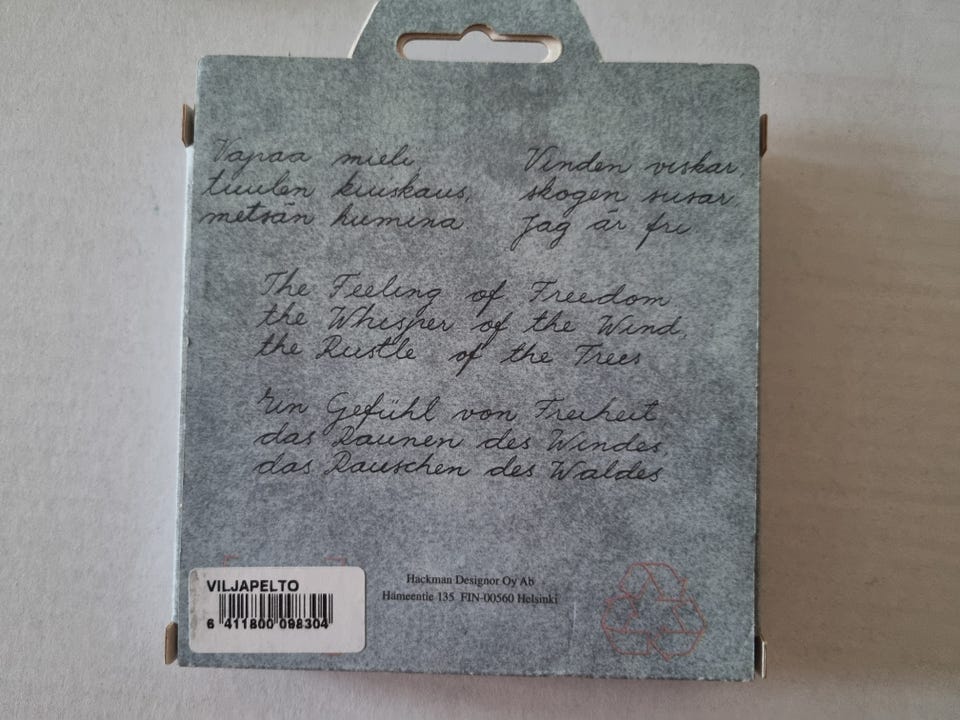 Vapaa mieli
tuulen kuiskaus,
metsän humina
Vinden viskar,
skogen susar
Jag är fri
The Feeling of Freedom
the Whisper of the Wind,
the Rustle of the Trees
Ein Gefühl von Freiheit
das Raunen des Windes
das Rauschen des Waldes
VILJAPELTO
6 411800 098304
Hackman Designor Oy Ab
Hämeentie 135 FIN-00560 Helsinki